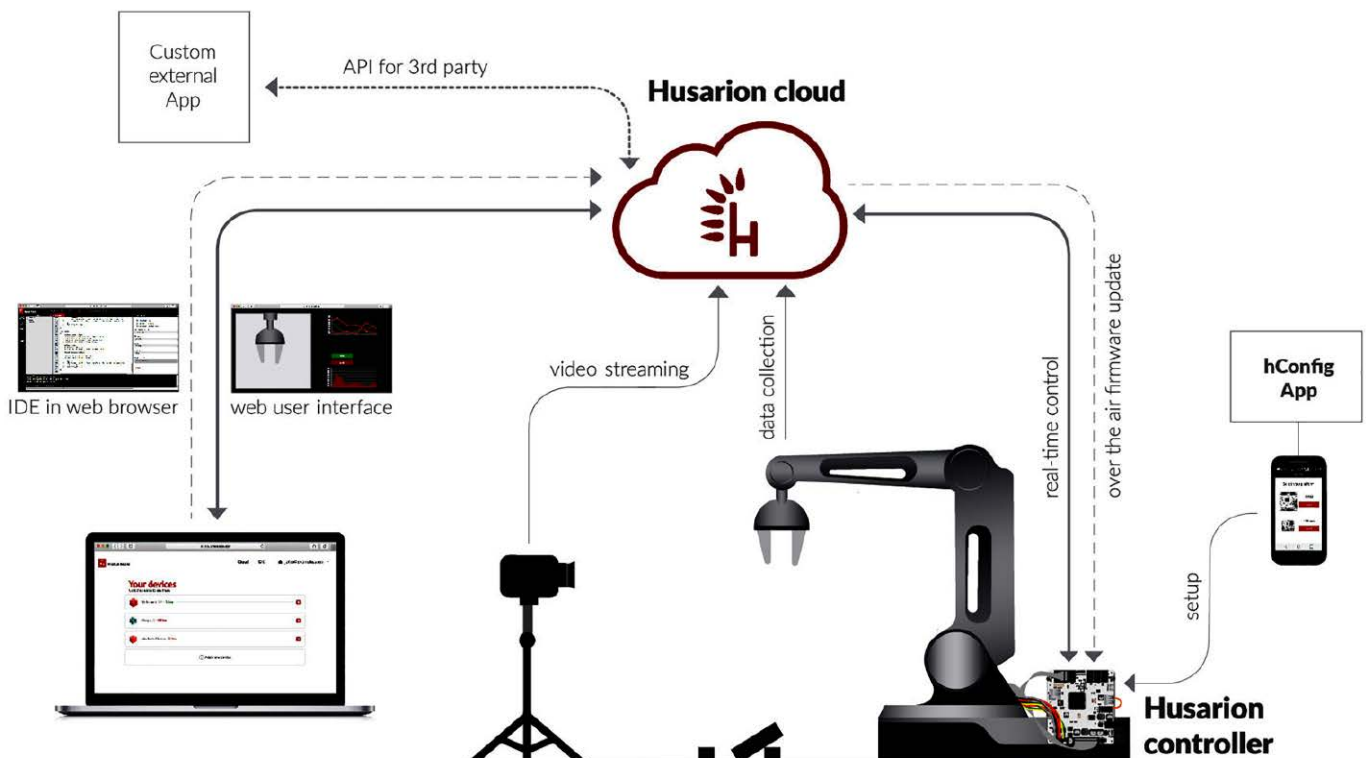 Custom
external
App
API for 3rd party
Husarion cloud
H
IDE in web browser
web user interface
video streaming
data collection
real-time control
over the air firmware update
hConfig
App
setup
Your devices
Husarion
controller